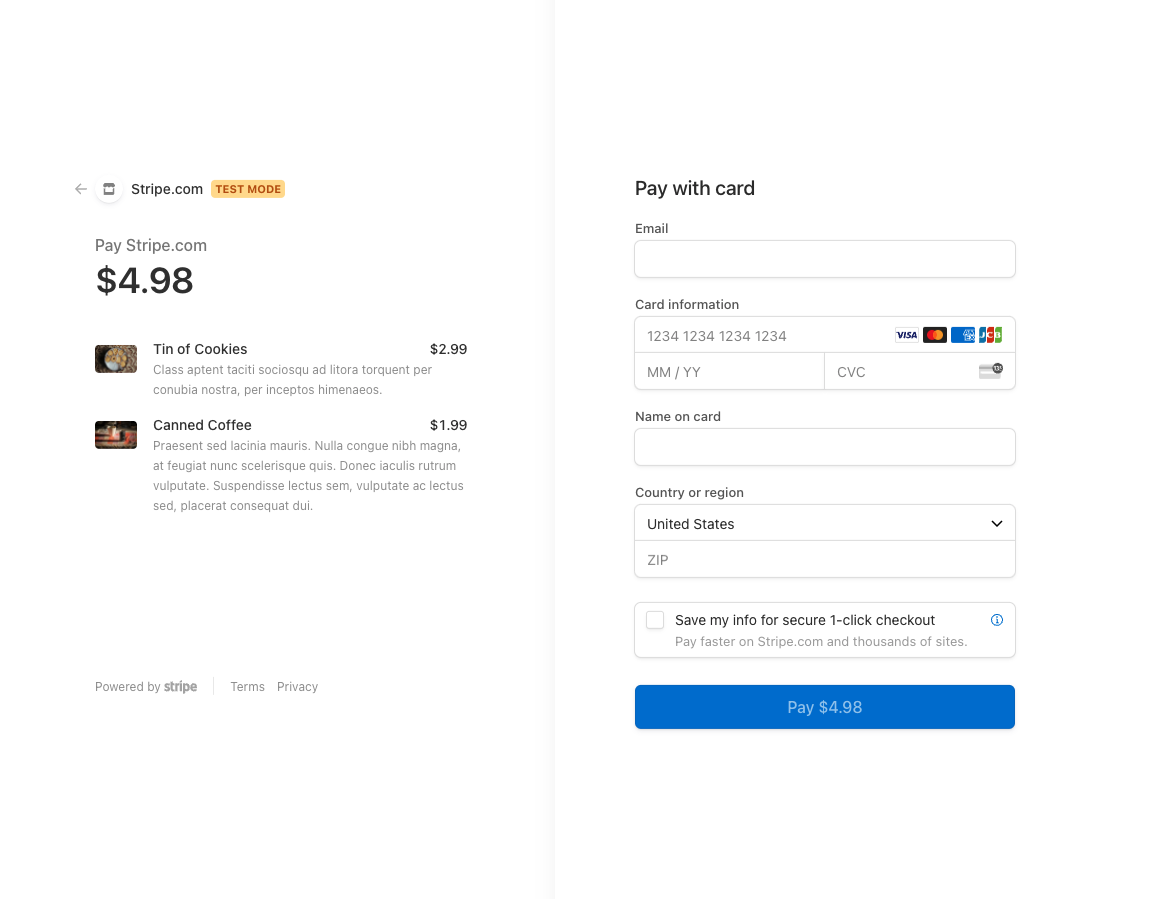 Stripe.com TEST MODE
Pay Stripe.com
$4.98
Tin of Cookies $2.99
Class aptent taciti sociosqu ad litora torquent per
conubia nostra, per inceptos himenaeos.
Canned Coffee $1.99
Praesent sed lacinia mauris. Nulla congue nibh magna,
at feugiat nunc scelerisque quis. Donec iaculis rutrum
vulputate. Suspendisse lectus sem, vulputate ac lectus
sed, placerat consequat dui.
Powered by stripe Terms Privacy
Pay with card
Email
Card information
1234 1234 1234 1234 VISA AMEX JCB
MM / YY CVC 135
Name on card
Country or region
United States
ZIP
Save my info for secure 1-click checkout
Pay faster on Stripe.com and thousands of sites.
Pay $4.98